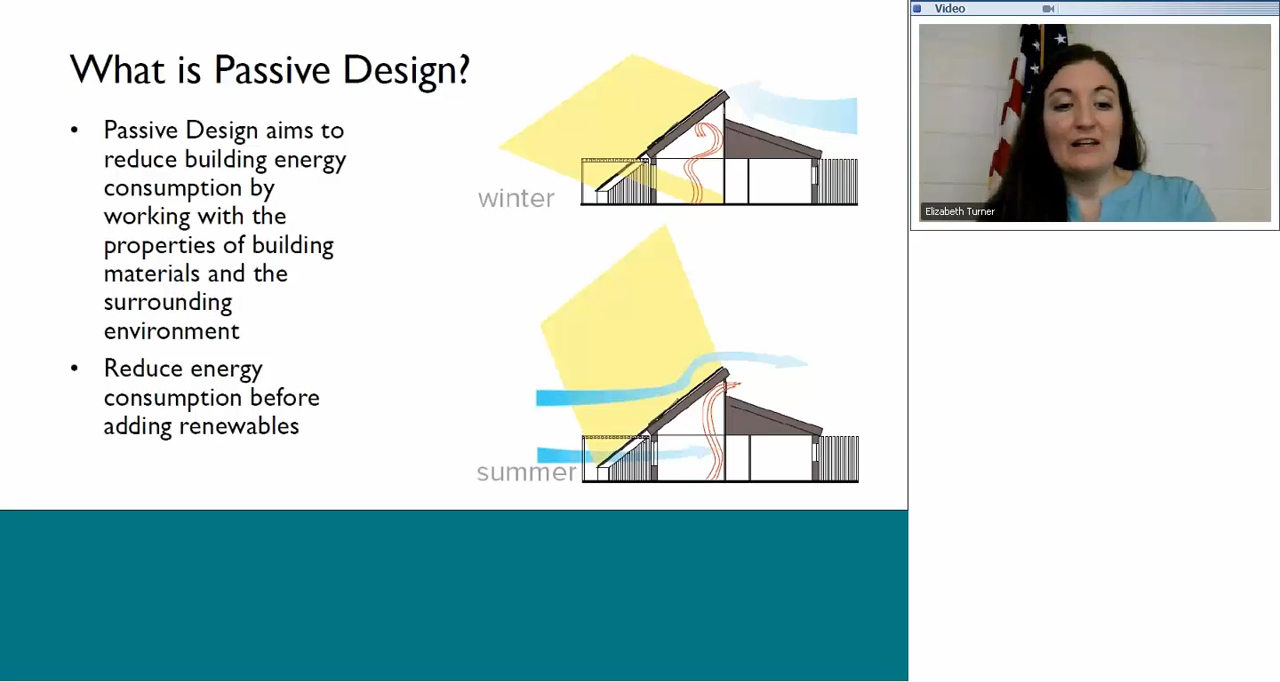 What is Passive Design?
• Passive Design aims to
reduce building energy
consumption by
working with the
properties of building
materials and the
surrounding
environment
• Reduce energy
consumption before
adding renewables
winter
summer
Video
Elizabeth Turner